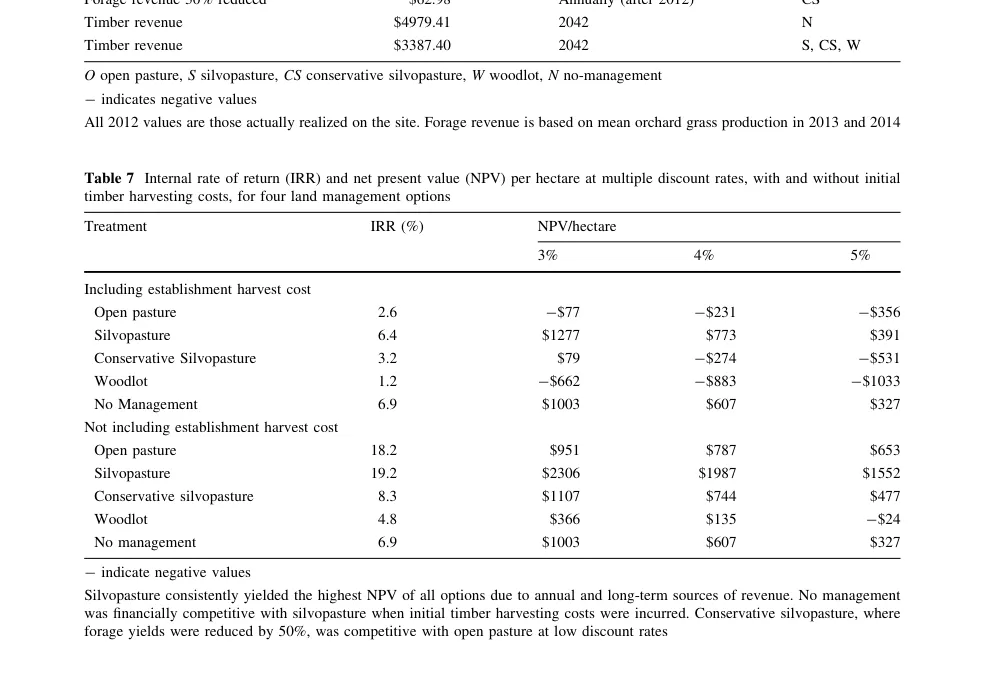 Forage revenue 50% reduced $62.98 Annually (after 2012) CS
Timber revenue $4979.41 2042 N
Timber revenue $3387.40 2042 S, CS, W
O open pasture, S silvopasture, CS conservative silvopasture, W woodlot, N no-management
− indicates negative values
All 2012 values are those actually realized on the site. Forage revenue is based on mean orchard grass production in 2013 and 2014
Table 7 Internal rate of return (IRR) and net present value (NPV) per hectare at multiple discount rates, with and without initial
timber harvesting costs, for four land management options
Treatment IRR (%) NPV/hectare
3% 4% 5%
Including establishment harvest cost
Open pasture 2.6 −$77 −$231 −$356
Silvopasture 6.4 $1277 $773 $391
Conservative Silvopasture 3.2 $79 −$274 −$531
Woodlot 1.2 −$662 −$883 −$1033
No Management 6.9 $1003 $607 $327
Not including establishment harvest cost
Open pasture 18.2 $951 $787 $653
Silvopasture 19.2 $2306 $1987 $1552
Conservative silvopasture 8.3 $1107 $744 $477
Woodlot 4.8 $366 $135 −$24
No management 6.9 $1003 $607 $327
− indicate negative values
Silvopasture consistently yielded the highest NPV of all options due to annual and long-term sources of revenue. No management
was financially competitive with silvopasture when initial timber harvesting costs were incurred. Conservative silvopasture, where
forage yields were reduced by 50%, was competitive with open pasture at low discount rates